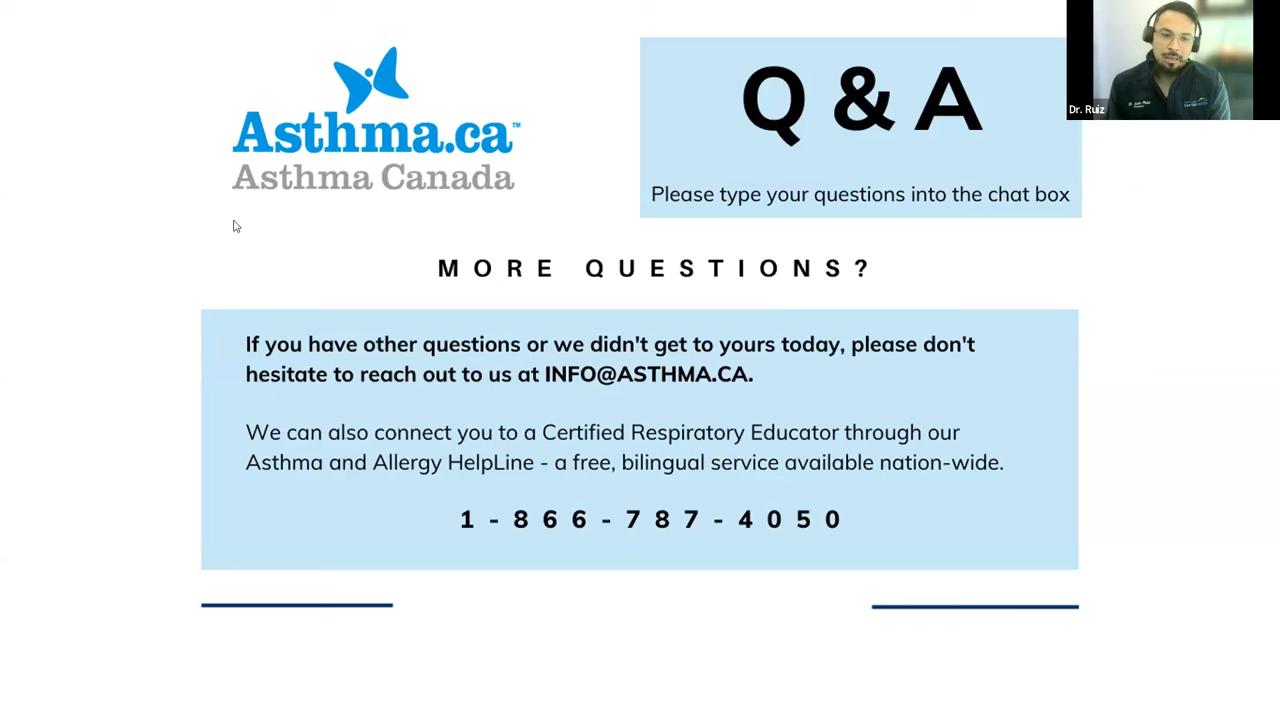 Asthma.ca™
Asthma Canada
Q & A
Please type your questions into the chat box
Dr. Ruiz
MORE QUESTIONS?
If you have other questions or we didn't get to yours today, please don't
hesitate to reach out to us at INFO@ASTHMA.CA.
We can also connect you to a Certified Respiratory Educator through our
Asthma and Allergy HelpLine - a free, bilingual service available nation-wide.
1-866-787-4050